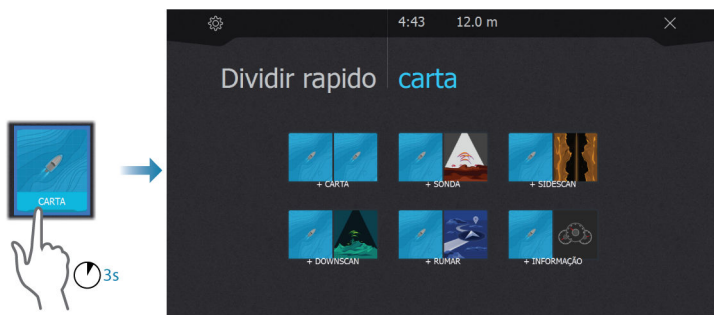 4:43 12.0 m
Dividir rapido carta
CARTA
3s
+ CARTA + SONDA + SIDESCAN
+ DOWNSCAN + RUMAR + INFORMAÇÃO